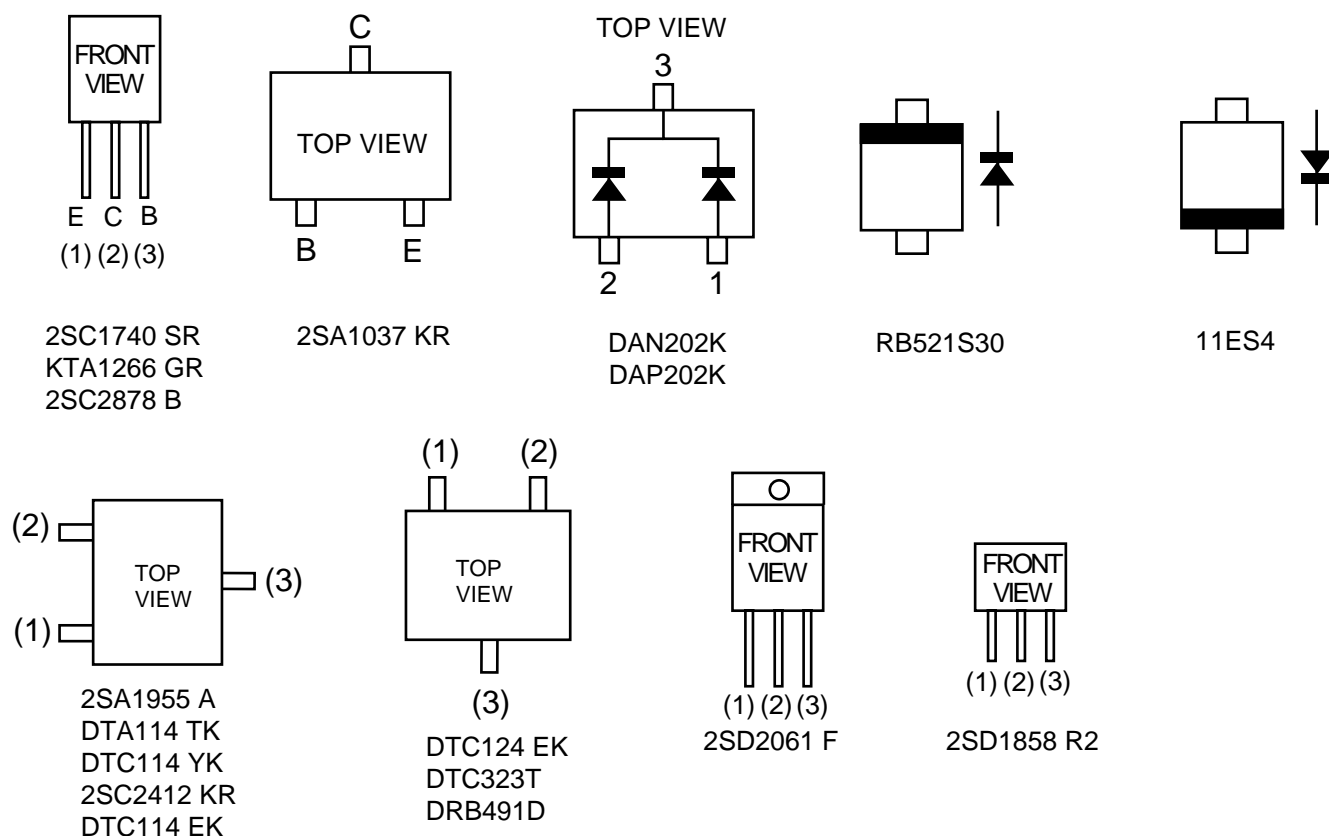 FRONT
VIEW
E C B
(1) (2) (3)
2SC1740 SR
KTA1266 GR
2SC2878 B
C
TOP VIEW
B E
2SA1037 KR
TOP VIEW
3
2 1
DAN202K
DAP202K
RB521S30
11ES4
(2)
(1)
TOP
VIEW
(3)
2SA1955 A
DTA114 TK
DTC114 YK
2SC2412 KR
DTC114 EK
(1) (2)
TOP
VIEW
(3)
DTC124 EK
DTC323T
DRB491D
FRONT
VIEW
(1) (2) (3)
2SD2061 F
FRONT
VIEW
(1) (2) (3)
2SD1858 R2